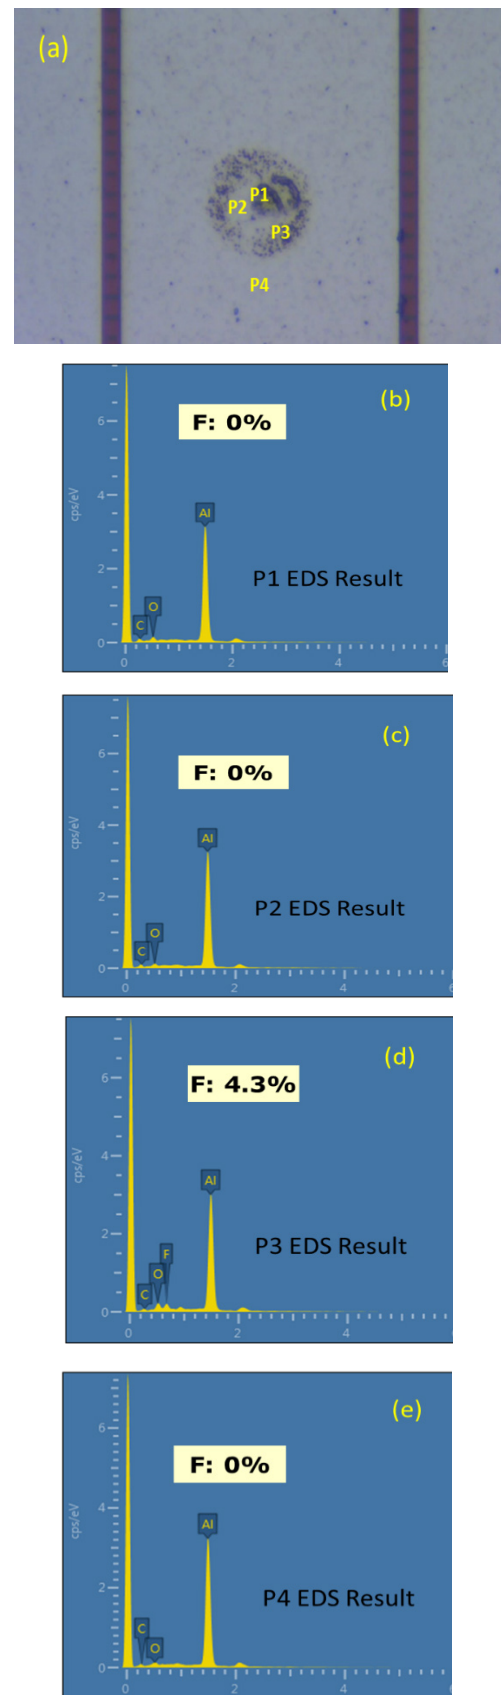 (a)
P1
P2
P3
P4
(b)
F: 0%
6
4
cps/eV
Al
2
P1 EDS Result
O
C
0
0
2
4
6
(c)
F: 0%
6
cps/eV
4
Al
P2 EDS Result
2
O
C
0
0
2
4
6
(d)
F: 4.3%
6
4
cps/eV
Al
P3 EDS Result
2
F
O
C
0
0
2
4
(e)
6
F: 0%
cps/eV
4
Al
P4 EDS Result
2
C
O
0
0
2
4